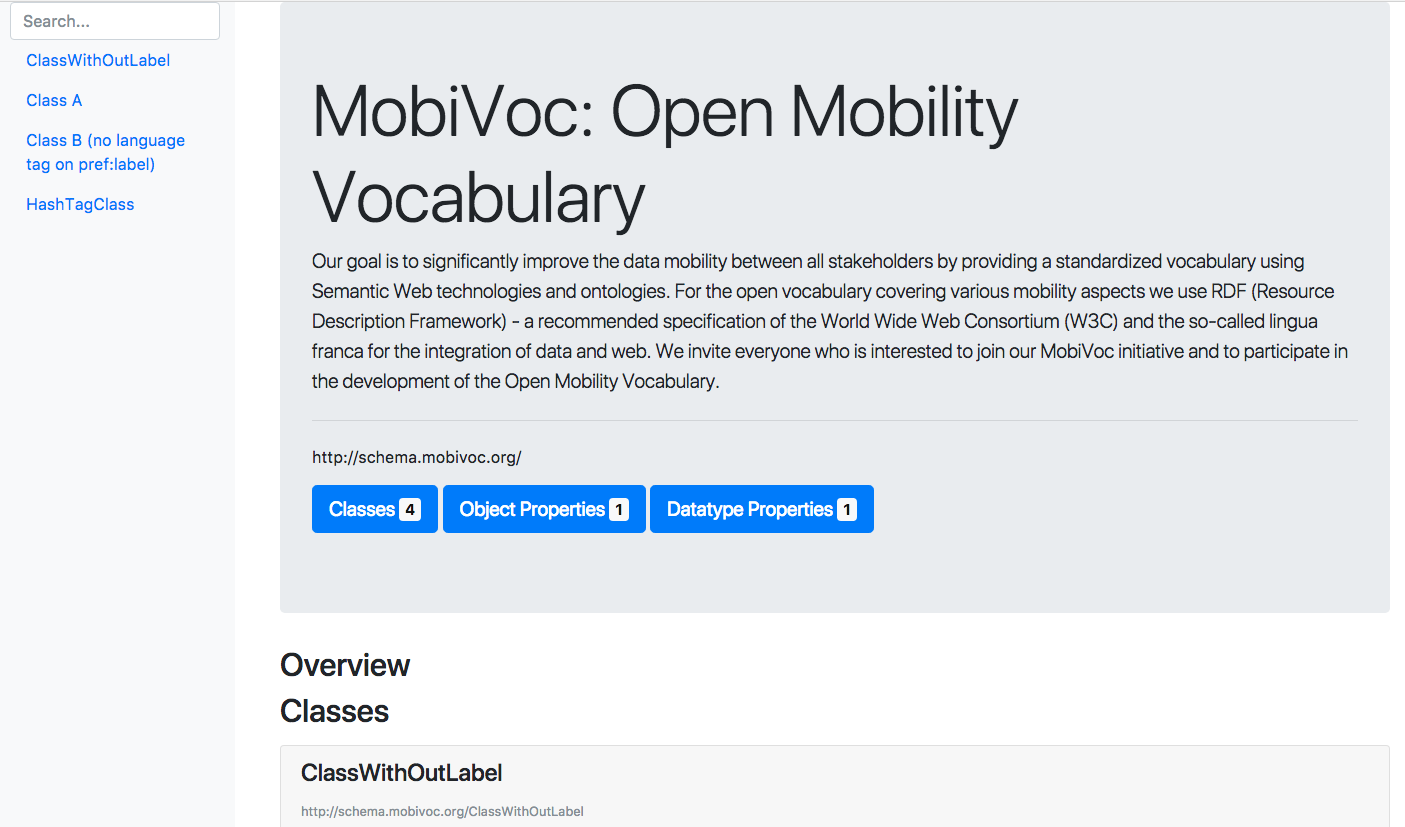 Search...
ClassWithOutLabel
Class A
Class B (no language
tag on pref:label)
HashTagClass
MobiVoc: Open Mobility
Vocabulary
Our goal is to significantly improve the data mobility between all stakeholders by providing a standardized vocabulary using
Semantic Web technologies and ontologies. For the open vocabulary covering various mobility aspects we use RDF (Resource
Description Framework) - a recommended specification of the World Wide Web Consortium (W3C) and the so-called lingua
franca for the integration of data and web. We invite everyone who is interested to join our MobiVoc initiative and to participate in
the development of the Open Mobility Vocabulary.
http://schema.mobivoc.org/
Classes 4 Object Properties 1 Datatype Properties 1
Overview
Classes
ClassWithOutLabel
http://schema.mobivoc.org/ClassWithOutLabel